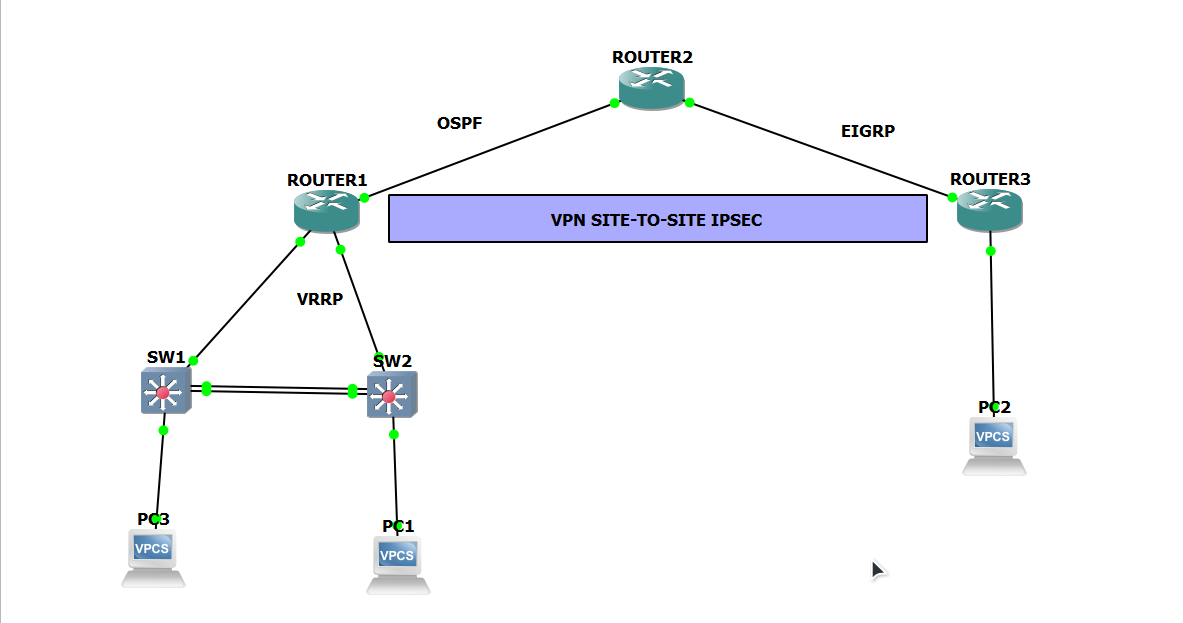 ROUTER2
OSPF
EIGRP
ROUTER1
ROUTER3
VPN SITE-TO-SITE IPSEC
VRRP
SW1
SW2
PC2
VPCS
PC3
PC1
VPCS
VPCS